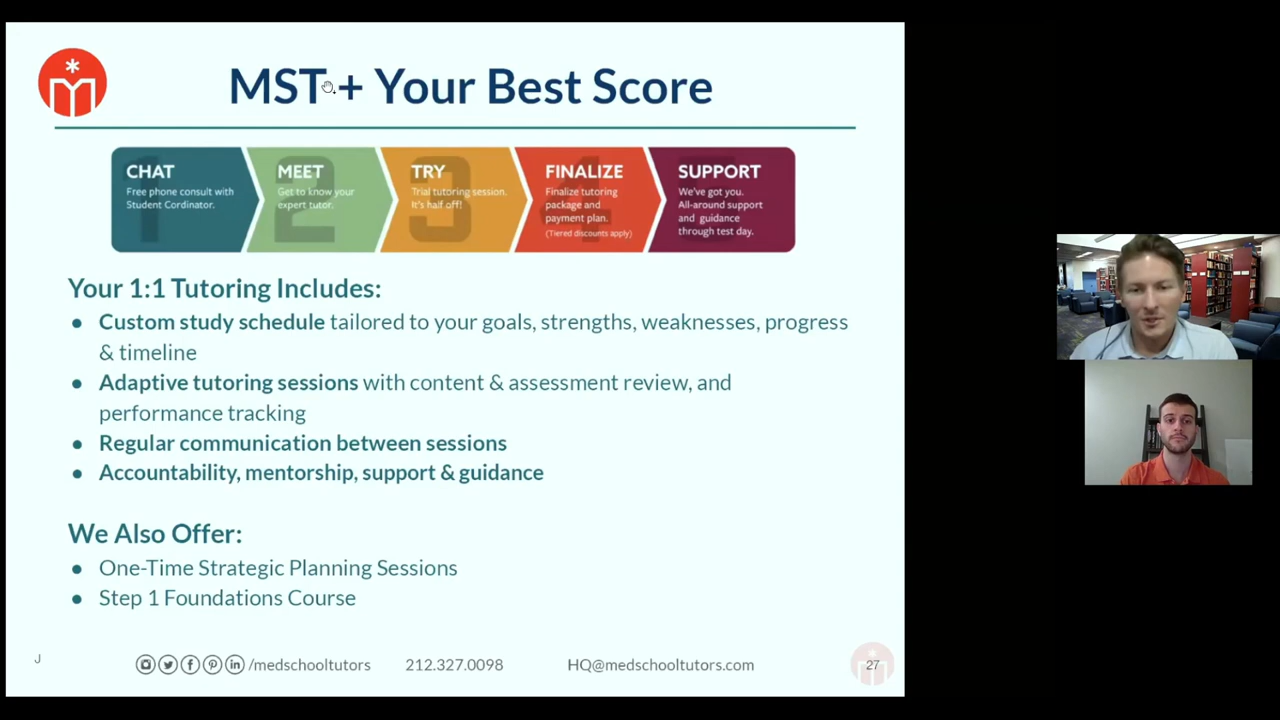 MST + Your Best Score
CHAT
Free phone consult with
Student Cordinator.
MEET
Get to know your
expert tutor.
TRY
Trial tutoring session.
It's half off!
FINALIZE
Finalize tutoring
package and
payment plan.
(Tiered discounts apply)
SUPPORT
We've got you.
All-around support
and guidance
through test day.
1
2
3
4
Your 1:1 Tutoring Includes:
● Custom study schedule tailored to your goals, strengths, weaknesses, progress
& timeline
● Adaptive tutoring sessions with content & assessment review, and
performance tracking
● Regular communication between sessions
● Accountability, mentorship, support & guidance
We Also Offer:
● One-Time Strategic Planning Sessions
● Step 1 Foundations Course
J
/medschooltutors 212.327.0098 HQ@medschooltutors.com 27